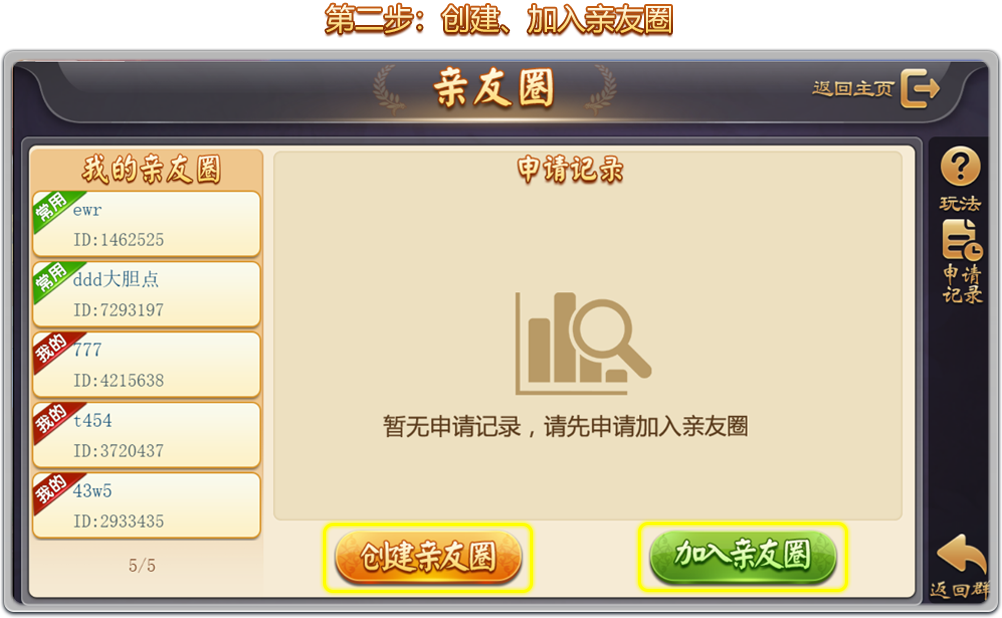 第二步：创建、加入亲友圈
亲友圈
返回主页
我的亲友圈
常用
ewr
ID:1462525
常用
ddd大胆点
ID:7293197
我的
777
ID:4215638
我的
t454
ID:3720437
我的
43w5
ID:2933435
5/5
申请记录
暂无申请记录，请先申请加入亲友圈
创建亲友圈
加入亲友圈
玩法
申请
记录
返回群